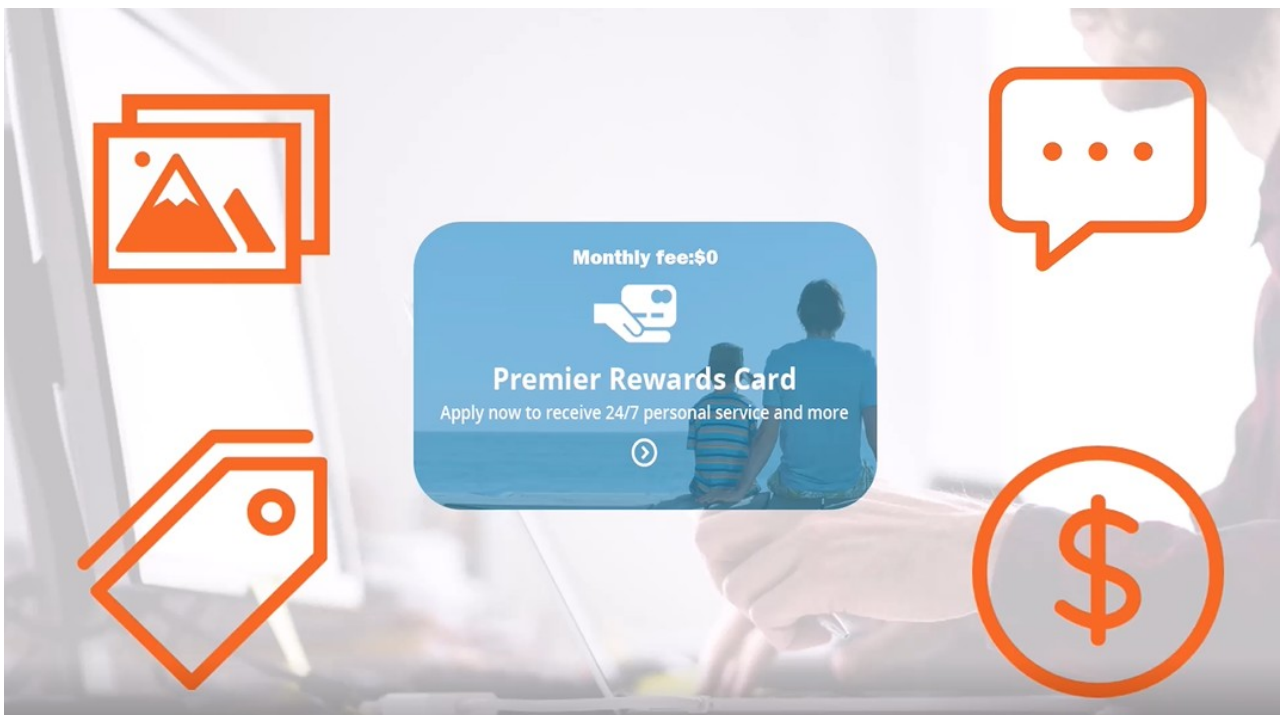 Monthly fee:$0
Premier Rewards Card
Apply now to receive 24/7 personal service and more
$